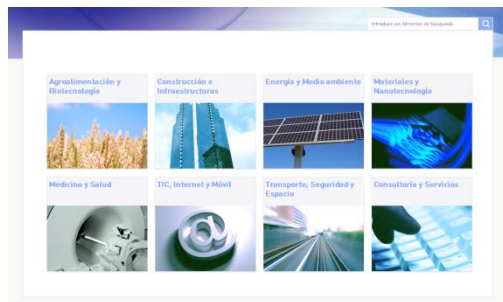 Introduce los términos de búsqueda
Agroalimentación y
Biotecnología
Construcción e
Infraestructuras
Energía y Medio ambiente
Materiales y
Nanotecnología
Medicina y Salud
TIC, Internet y Móvil
Transporte, Seguridad y
Espacio
Consultoría y Servicios
@